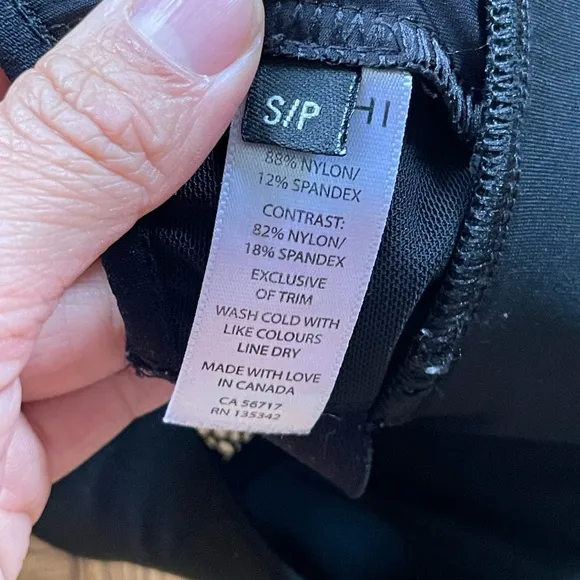 S/P
HI
88% NYLON/
12% SPANDEX
CONTRAST:
82% NYLON/
18% SPANDEX
EXCLUSIVE
OF TRIM
WASH COLD WITH
LIKE COLOURS
LINE DRY
MADE WITH LOVE
IN CANADA
CA 56717
RN 135342